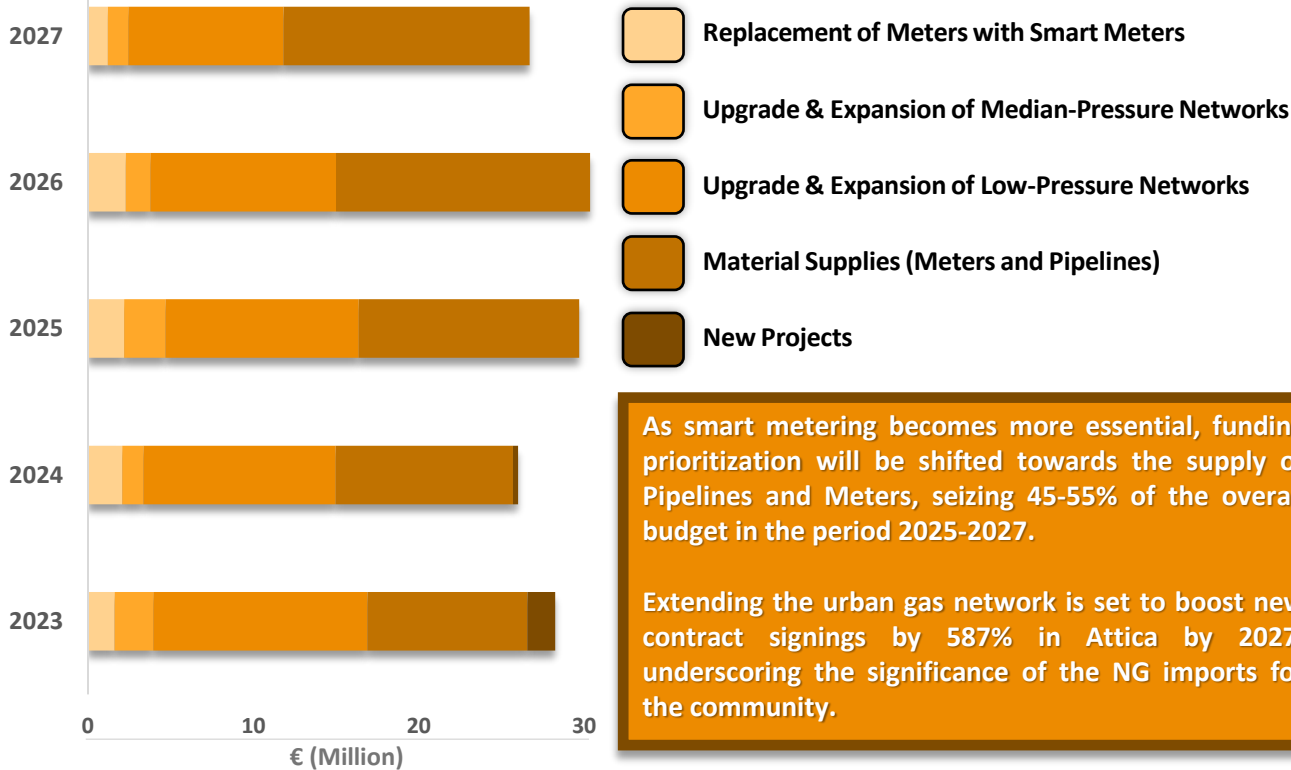 2027
2026
2025
2024
2023
0
10
20
30
€ (Million)
Replacement of Meters with Smart Meters
Upgrade & Expansion of Median-Pressure Networks
Upgrade & Expansion of Low-Pressure Networks
Material Supplies (Meters and Pipelines)
New Projects
As smart metering becomes more essential, fundin
prioritization will be shifted towards the supply o
Pipelines and Meters, seizing 45-55% of the overa
budget in the period 2025-2027.
Extending the urban gas network is set to boost new
contract signings by 587% in Attica by 2027
underscoring the significance of the NG imports fo
the community.